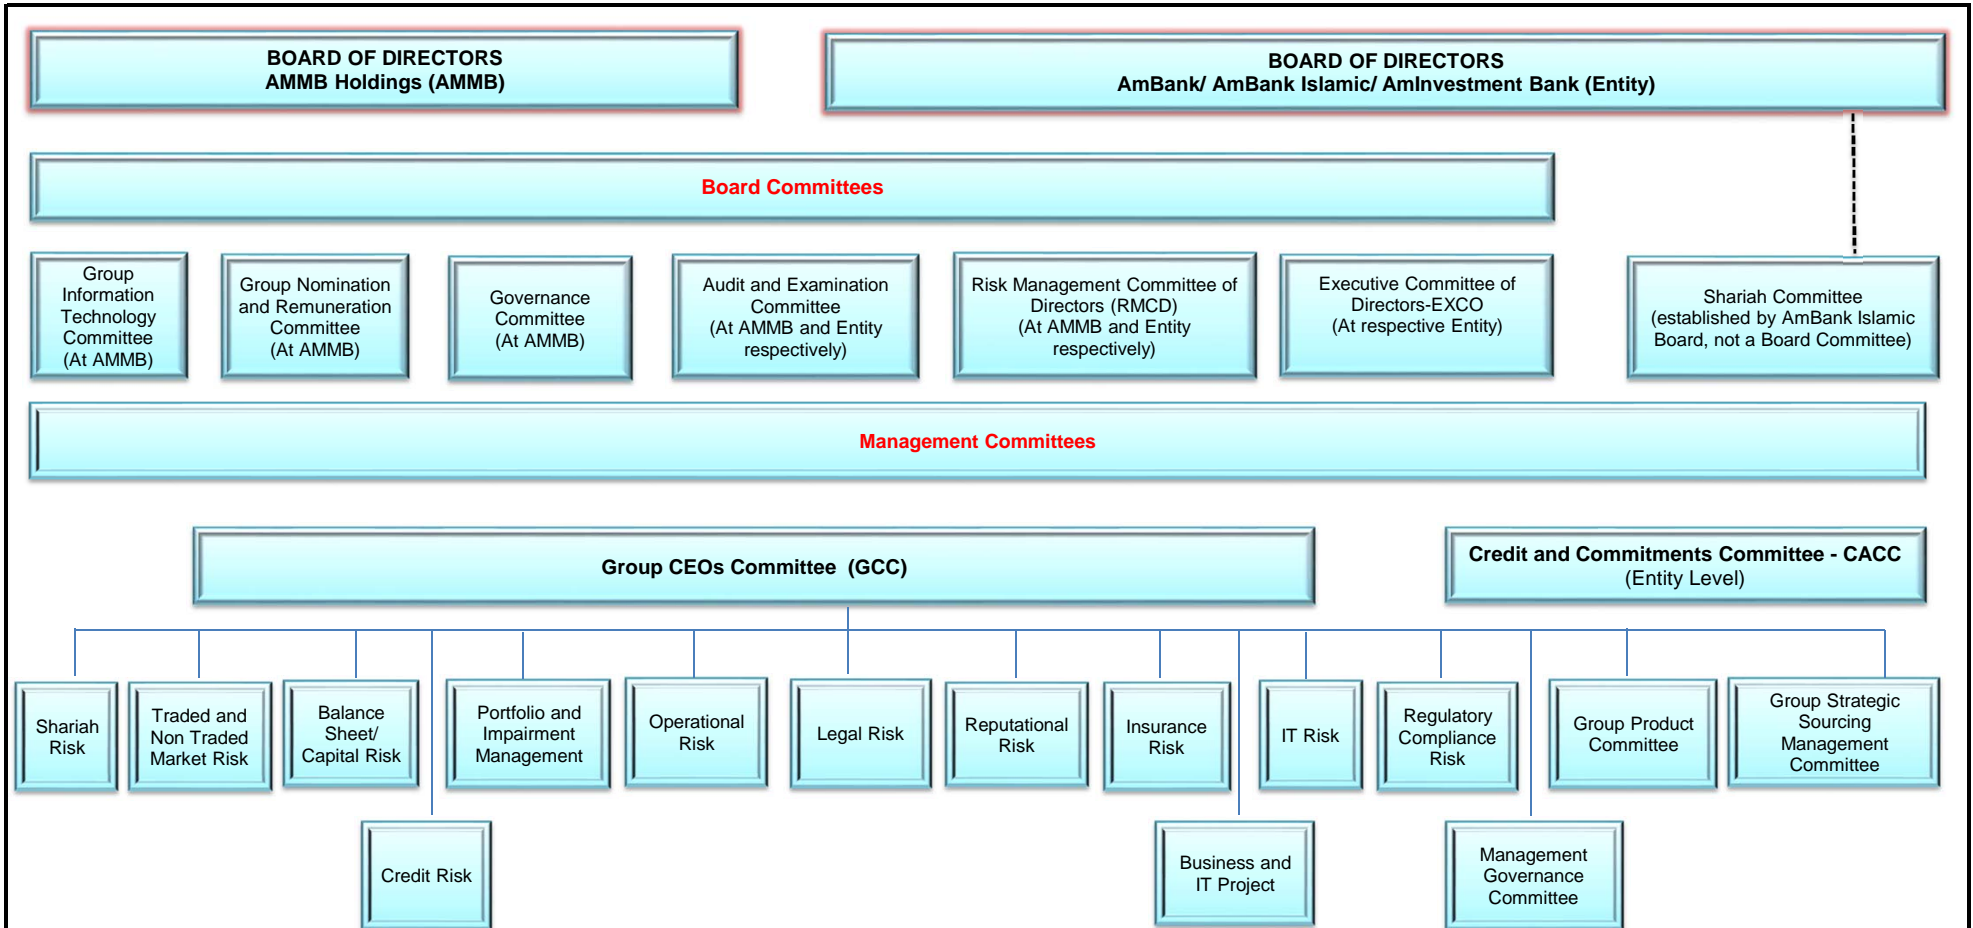 BOARD OF DIRECTORS
AMMB Holdings (AMMB)
BOARD OF DIRECTORS
AmBank/ AmBank Islamic/ AmInvestment Bank (Entity)
Board Committees
Group
Information
Technology
Committee
(At AMMB)
Group Nomination
and Remuneration
Committee
(At AMMB)
Governance
Committee
(At AMMB)
Audit and Examination
Committee
(At AMMB and Entity
respectively)
Risk Management Committee of
Directors (RMCD)
(At AMMB and Entity
respectively)
Executive Committee of
Directors-EXCO
(At respective Entity)
Shariah Committee
(established by AmBank Islamic
Board, not a Board Committee)
Management Committees
Group CEOs Committee (GCC)
Credit and Commitments Committee - CACC
(Entity Level)
Shariah
Risk
Traded and
Non Traded
Market Risk
Balance
Sheet/
Capital Risk
Portfolio and
Impairment
Management
Operational
Risk
Legal Risk
Reputational
Risk
Insurance
Risk
IT Risk
Regulatory
Compliance
Risk
Group Product
Committee
Group Strategic
Sourcing
Management
Committee
Credit Risk
Business and
IT Project
Management
Governance
Committee